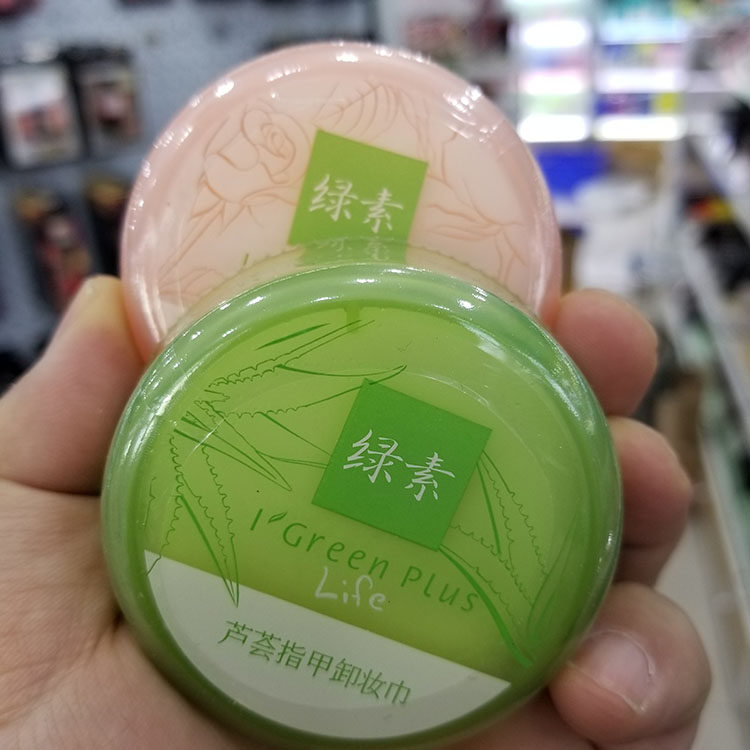 绿素
绿素
I' Green Plus
Life
芦荟指甲卸妆巾